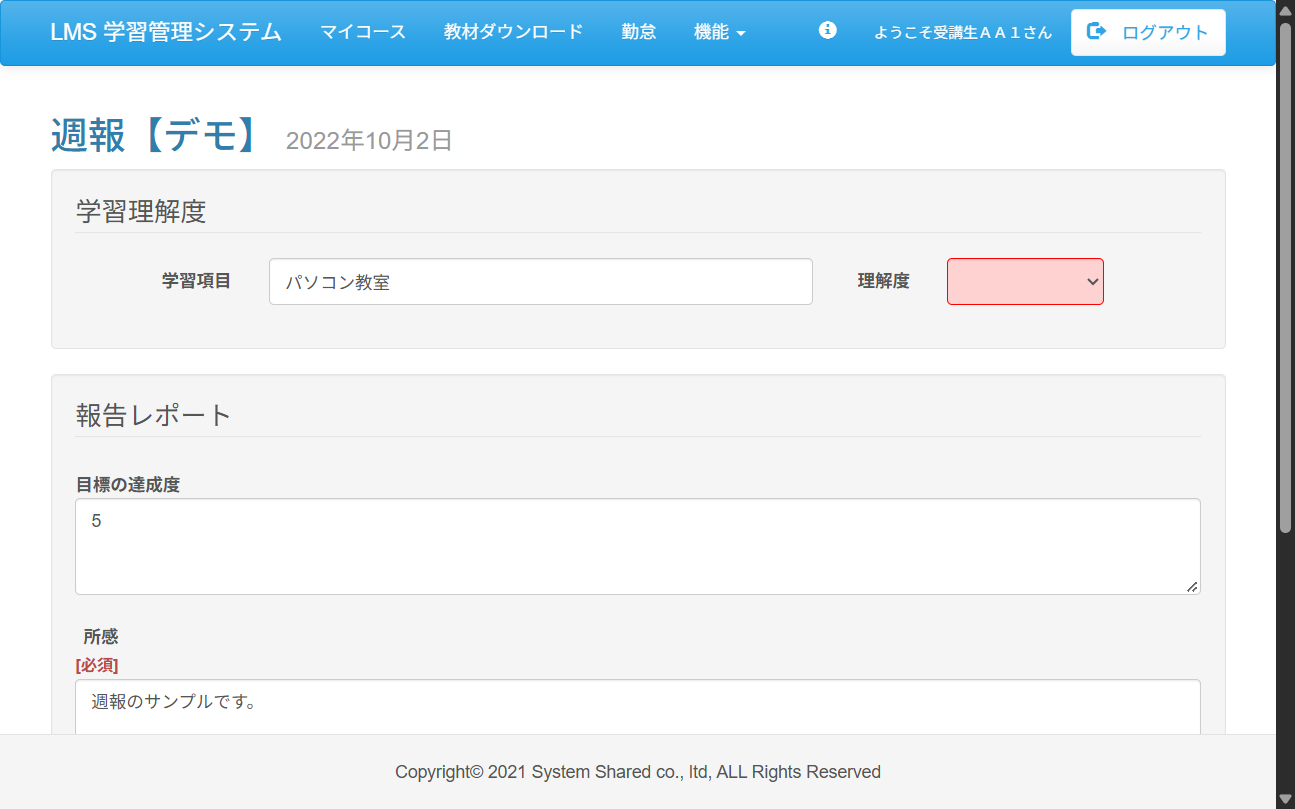 LMS 学習管理システム マイコース 教材ダウンロード 勤怠 機能 ようこそ受講生ＡＡ１さん ログアウト
週報【デモ】 2022年10月2日
学習理解度
学習項目 パソコン教室 理解度
報告レポート
目標の達成度
5
所感
[必須]
週報のサンプルです。
Copyright© 2021 System Shared co., ltd, ALL Rights Reserved